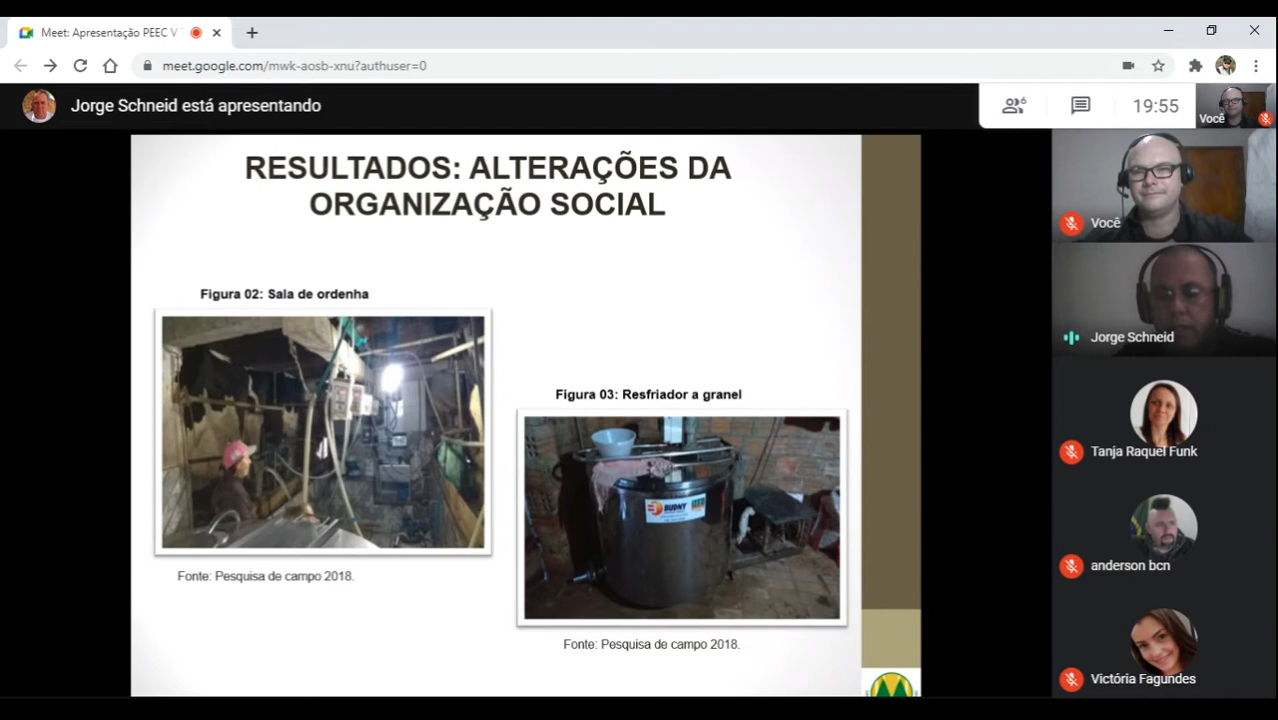 Meet: Apresentação PEEC V
meet.google.com/mwk-aosb-xnu?authuser=0
Jorge Schneid está apresentando
6
19:55
Você
RESULTADOS: ALTERAÇÕES DA
ORGANIZAÇÃO SOCIAL
Figura 02: Sala de ordenha
Fonte: Pesquisa de campo 2018.
Figura 03: Resfriador a granel
BUDNY
Fonte: Pesquisa de campo 2018.
Você
Jorge Schneid
Tanja Raquel Funk
anderson bcn
Victória Fagundes